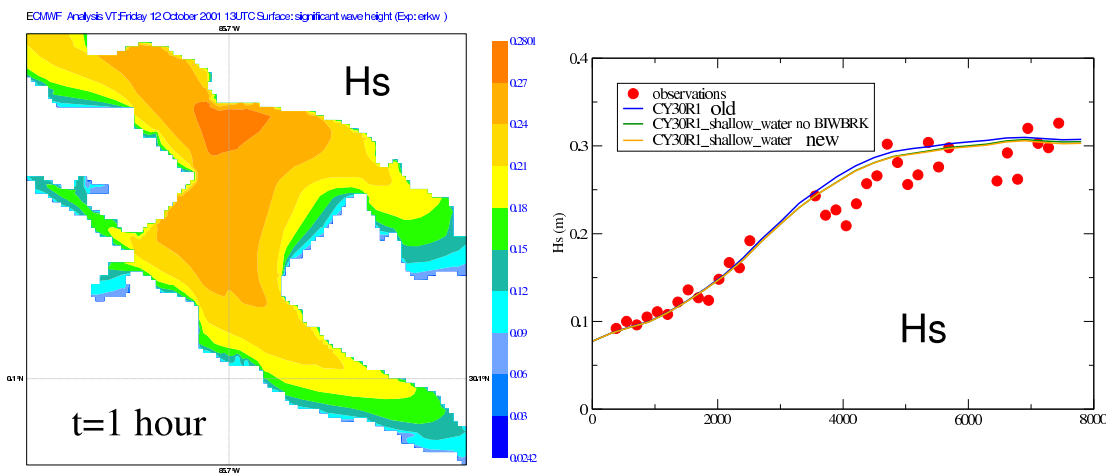 ECMWF Analysis VT:Friday 12 October 2001 13UTC Surface: significant wave height (Exp: erkw )
85.7°W
Hs
0.2801
0.27
0.24
0.21
0.18
0.15
0.12
0.09
0.06
0.03
0.0242
0.1°N
30.1°N
t=1 hour
85.7°W
0.4
0.3
0.2
0.1
0
Hs (m)
observations
CY30R1 old
CY30R1_shallow_water no BIWBRK
CY30R1_shallow_water new
Hs
0
2000
4000
6000
8000